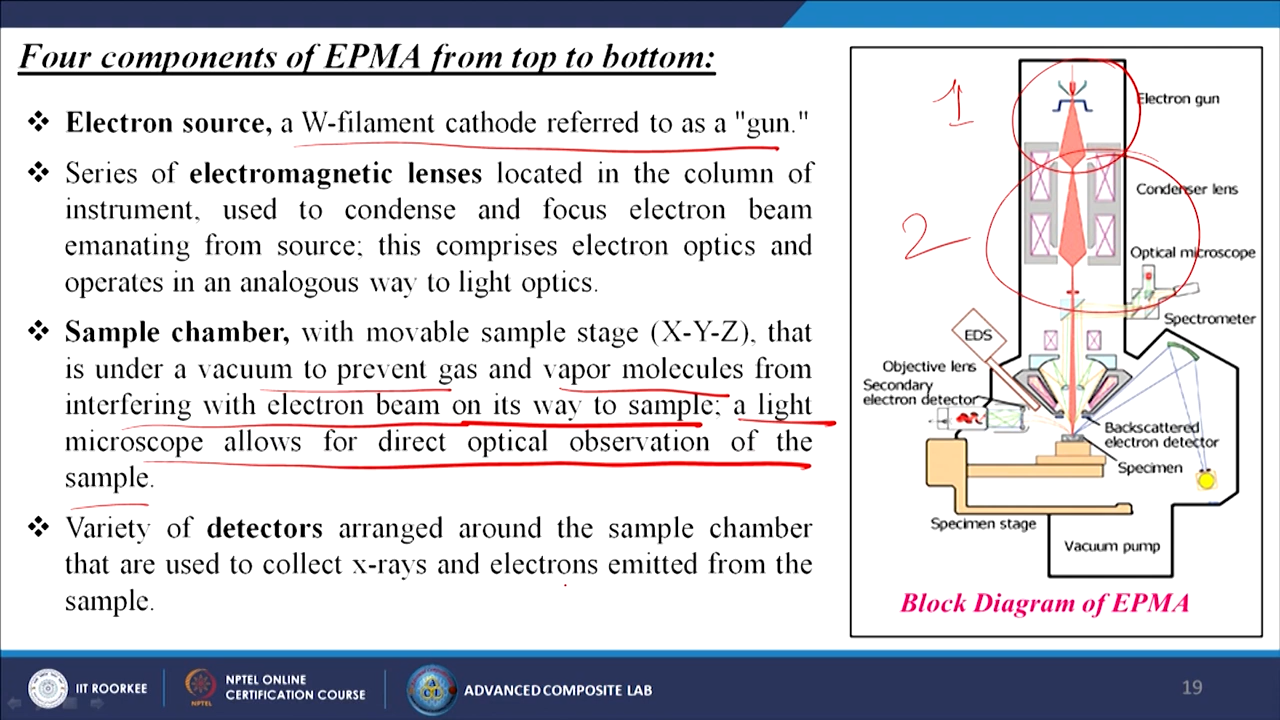 Four components of EPMA from top to bottom:
❖ Electron source, a W-filament cathode referred to as a "gun."
❖ Series of electromagnetic lenses located in the column of
instrument, used to condense and focus electron beam
emanating from source; this comprises electron optics and
operates in an analogous way to light optics.
❖ Sample chamber, with movable sample stage (X-Y-Z), that
is under a vacuum to prevent gas and vapor molecules from
interfering with electron beam on its way to sample; a light
microscope allows for direct optical observation of the
sample.
❖ Variety of detectors arranged around the sample chamber
that are used to collect x-rays and electrons emitted from the
sample.
1
Electron gun
Condenser lens
2
Optical microscope
Spectrometer
EDS
Objective lens
Secondary
electron detector
Backscattered
electron detector
Specimen
Specimen stage
Vacuum pump
Block Diagram of EPMA
IIT ROORKEE
NPTEL
NPTEL ONLINE
CERTIFICATION COURSE
ACL
ADVANCED COMPOSITE LAB
19